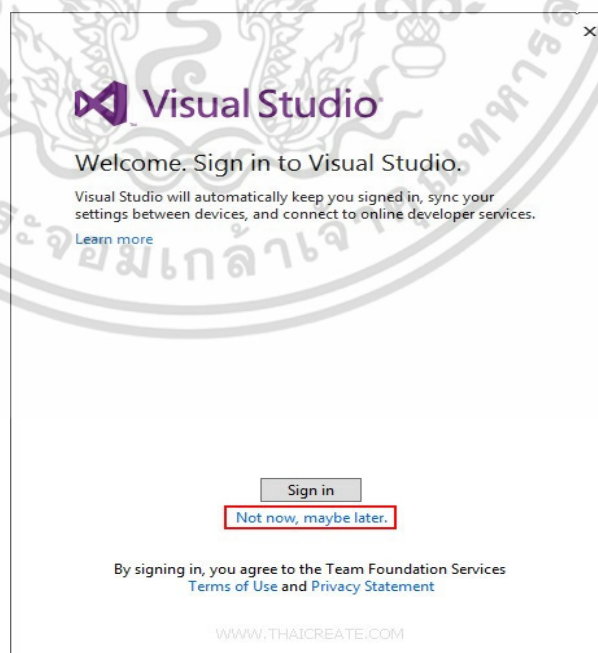 ×
Visual Studio
Welcome. Sign in to Visual Studio.
Visual Studio will automatically keep you signed in, sync your
settings between devices, and connect to online developer services.
Learn more
Sign in
Not now, maybe later.
By signing in, you agree to the Team Foundation Services
Terms of Use and Privacy Statement
WWW.THAICREATE.COM